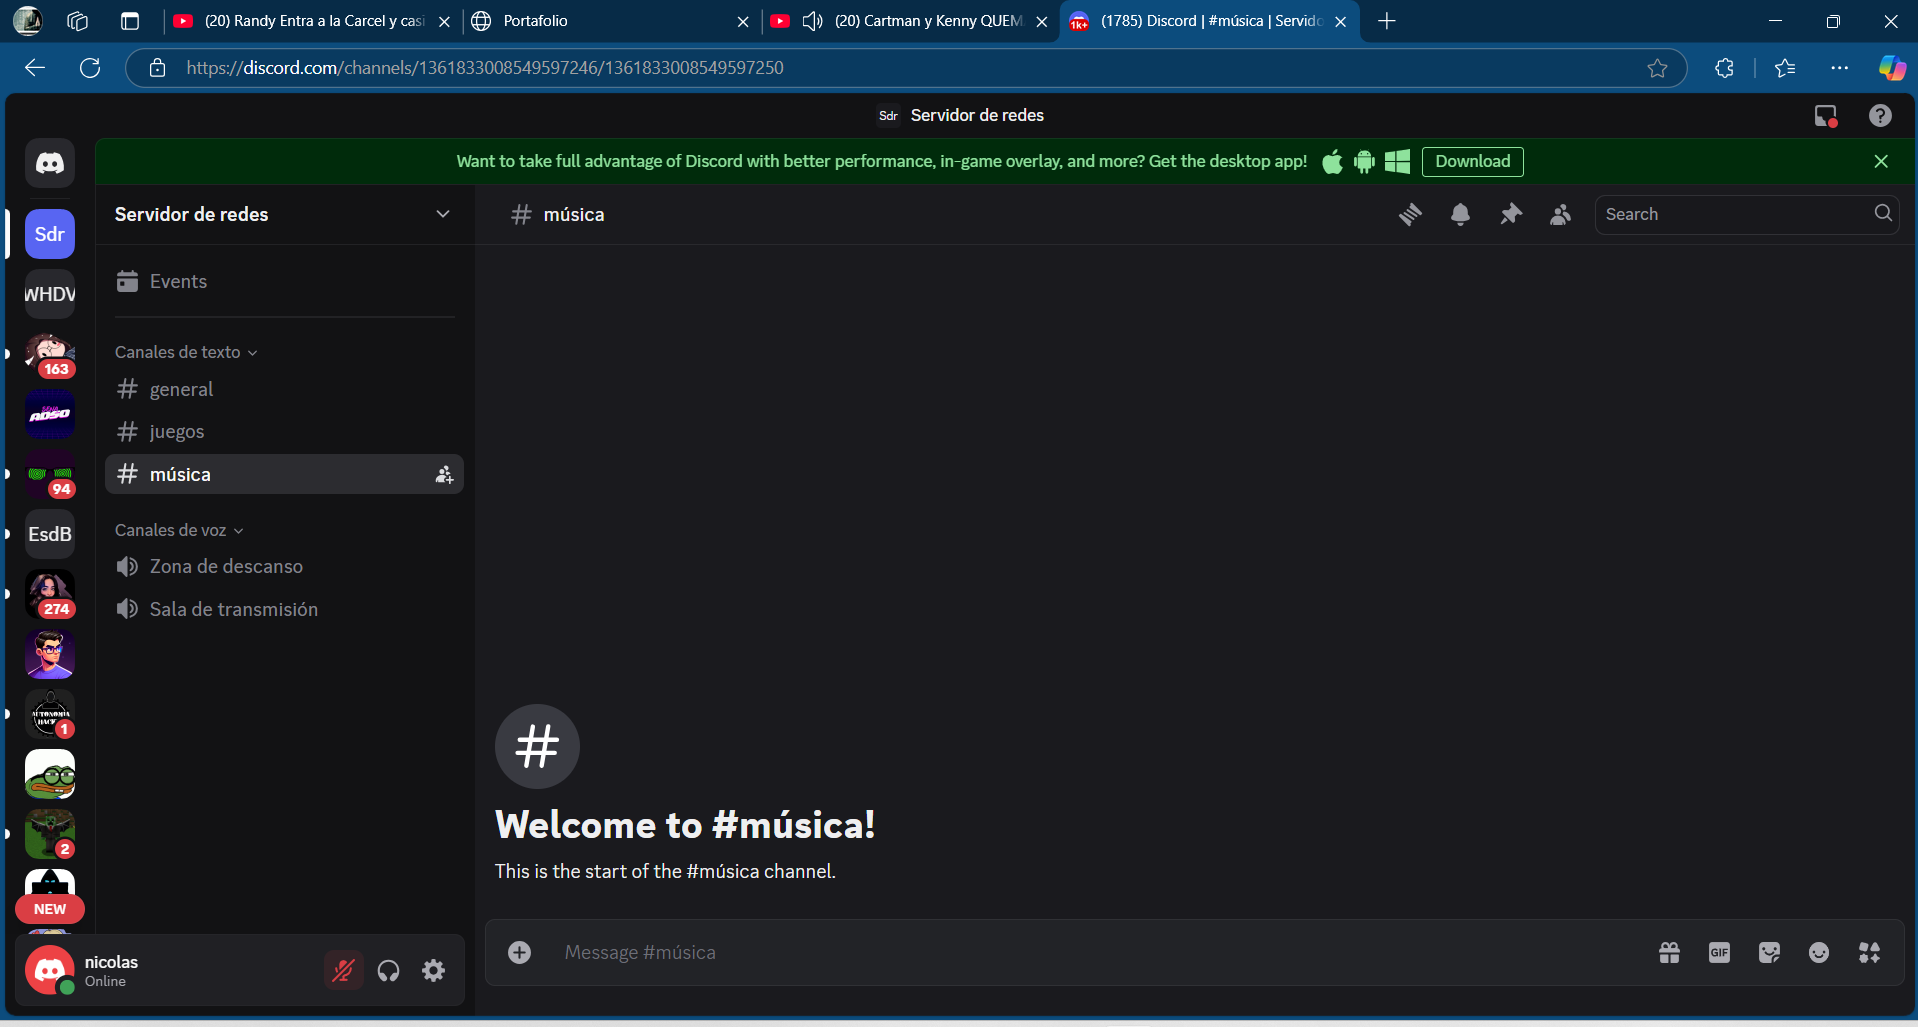 (20) Randy Entra a la Carcel y casi
Portafolio
(20) Cartman y Kenny QUEM
1k+
(1785) Discord | #música | Servido
https://discord.com/channels/1361833008549597246/1361833008549597250
Sdr Servidor de redes
Want to take full advantage of Discord with better performance, in-game overlay, and more? Get the desktop app!
Download
Servidor de redes
# música
Search
Sdr
WHDV
163
ADSO
94
EsdB
274
AUTONOMIA
HACK
1
2
NEW
Events
Canales de texto
# general
# juegos
# música
Canales de voz
Zona de descanso
Sala de transmisión
#
Welcome to #música!
This is the start of the #música channel.
nicolas
Online
Message #música
GIF